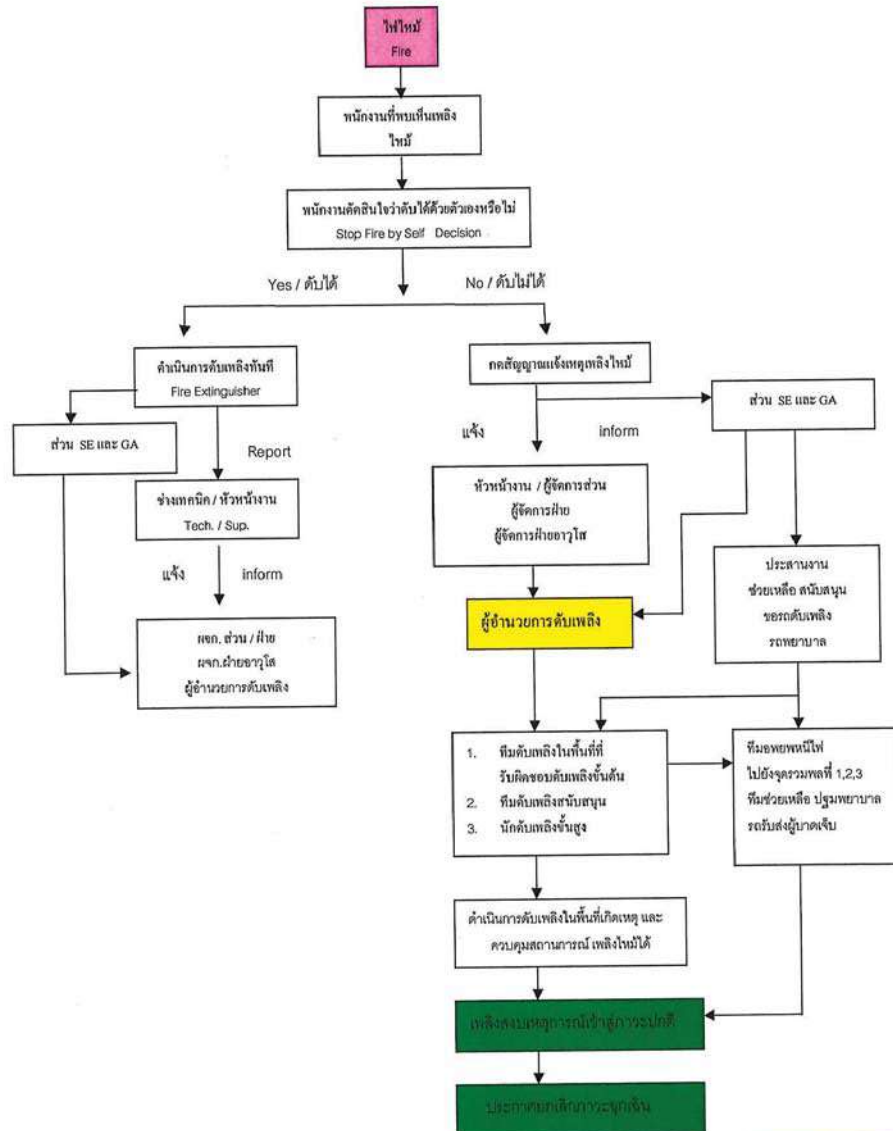 ไฟไหม้
Fire
พนักงานที่พบเห็นเพลิง
ไหม้
พนักงานตัดสินใจว่าดับได้ด้วยตัวเองหรือไม่
Stop Fire by Self Decision
Yes / ดับได้
No / ดับไม่ได้
ดำเนินการดับเพลิงทันที
Fire Extinguisher
ส่วน SE และ GA
Report
ช่างเทคนิค / หัวหน้างาน
Tech. / Sup.
แจ้ง inform
ผจก. ส่วน / ฝ่าย
ผจก.ฝ่ายอาวุโส
ผู้อำนวยการดับเพลิง
กดสัญญาณแจ้งเหตุเพลิงไหม้
ส่วน SE และ GA
แจ้ง inform
หัวหน้างาน / ผู้จัดการส่วน
ผู้จัดการฝ่าย
ผู้จัดการฝ่ายอาวุโส
ประสานงาน
ช่วยเหลือ สนับสนุน
ขอรถดับเพลิง
รถพยาบาล
ผู้อำนวยการดับเพลิง
1. ทีมดับเพลิงในพื้นที่ที่
รับผิดชอบดับเพลิงขั้นต้น
2. ทีมดับเพลิงสนับสนุน
3. นักดับเพลิงขั้นสูง
ทีมอพยพหนีไฟ
ไปยังจุดรวมพลที่ 1,2,3
ทีมช่วยเหลือ ปฐมพยาบาล
รถรับส่งผู้บาดเจ็บ
ดำเนินการดับเพลิงในพื้นที่เกิดเหตุ และ
ควบคุมสถานการณ์ เพลิงไหม้ได้
เพลิงสงบเหตุการณ์เข้าสู่ภาวะปกติ
ประกาศยกเลิกภาวะฉุกเฉิน